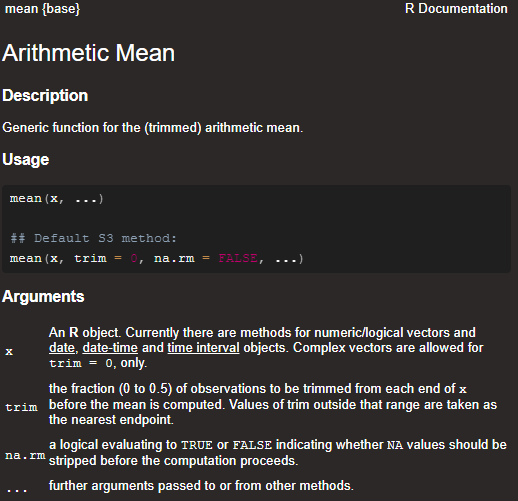 mean {base} R Documentation
Arithmetic Mean
Description
Generic function for the (trimmed) arithmetic mean.
Usage
mean(x, ...)
## Default S3 method:
mean(x, trim = 0, na.rm = FALSE, ...)
Arguments
x An R object. Currently there are methods for numeric/logical vectors and
date, date-time and time interval objects. Complex vectors are allowed for
trim = 0, only.
trim the fraction (0 to 0.5) of observations to be trimmed from each end of x
before the mean is computed. Values of trim outside that range are taken as
the nearest endpoint.
na.rm a logical evaluating to TRUE or FALSE indicating whether NA values should be
stripped before the computation proceeds.
... further arguments passed to or from other methods.